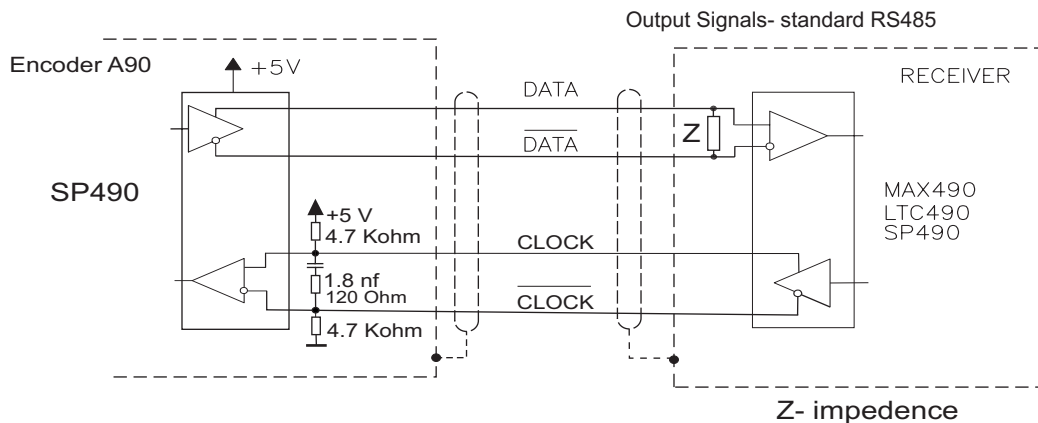 Output Signals- standard RS485
Encoder A90
+5V
RECEIVER
DATA
DATA
Z
SP490
MAX490
LTC490
SP490
+5 V
4.7 Kohm
CLOCK
1.8 nf
120 Ohm
CLOCK
4.7 Kohm
Z- impedence